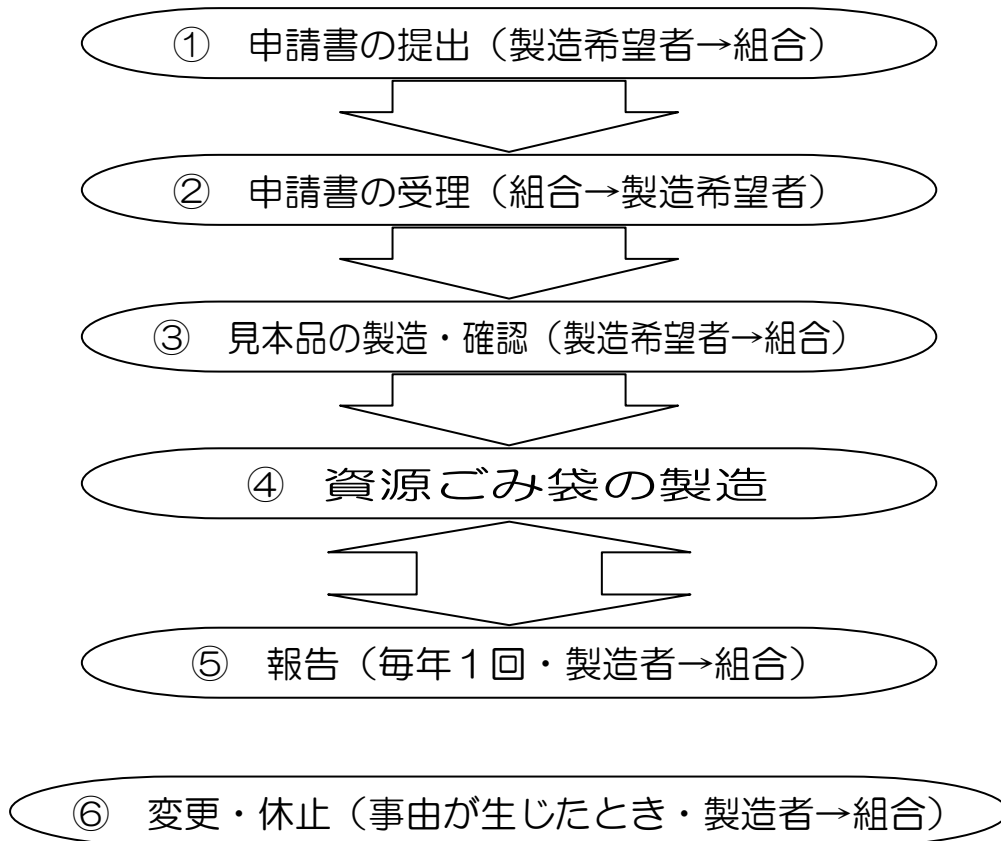 ① 申請書の提出（製造希望者→組合）
② 申請書の受理（組合→製造希望者）
③ 見本品の製造・確認（製造希望者→組合）
④ 資源ごみ袋の製造
⑤ 報告（毎年１回・製造者→組合）
⑥ 変更・休止（事由が生じたとき・製造者→組合）